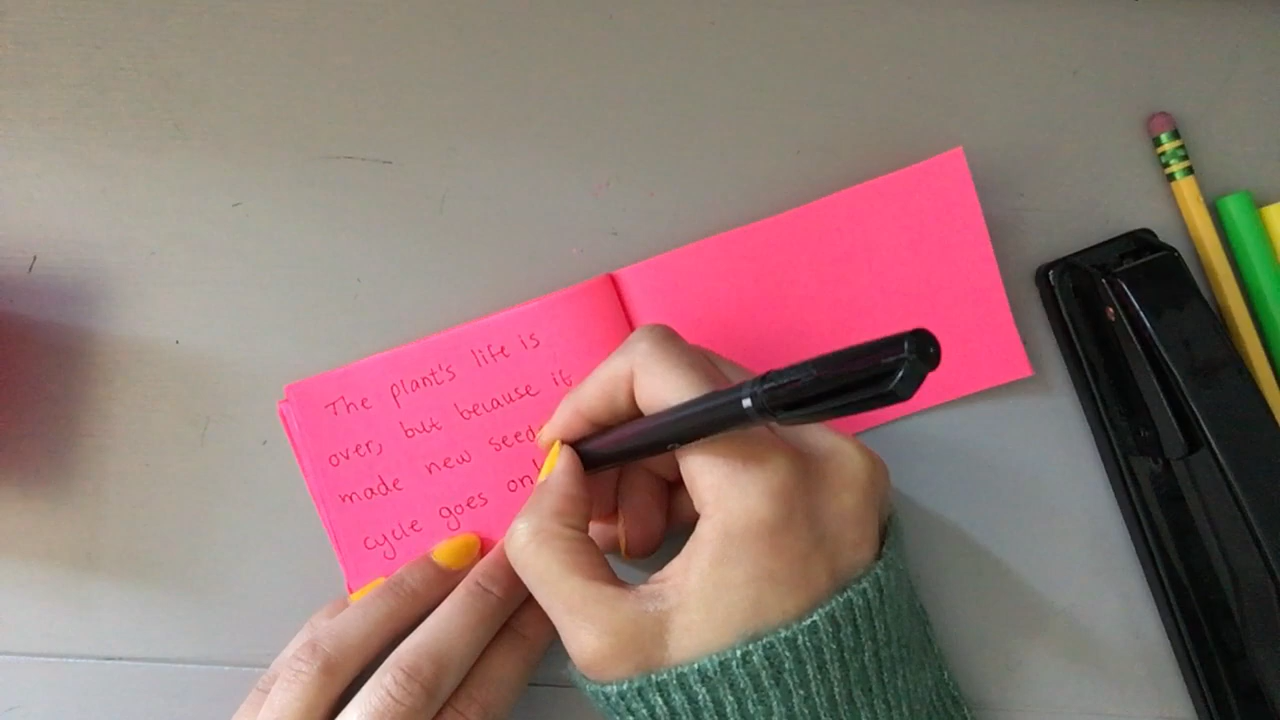 The plant's life is
over, but because it
made new seed
cycle goes on!